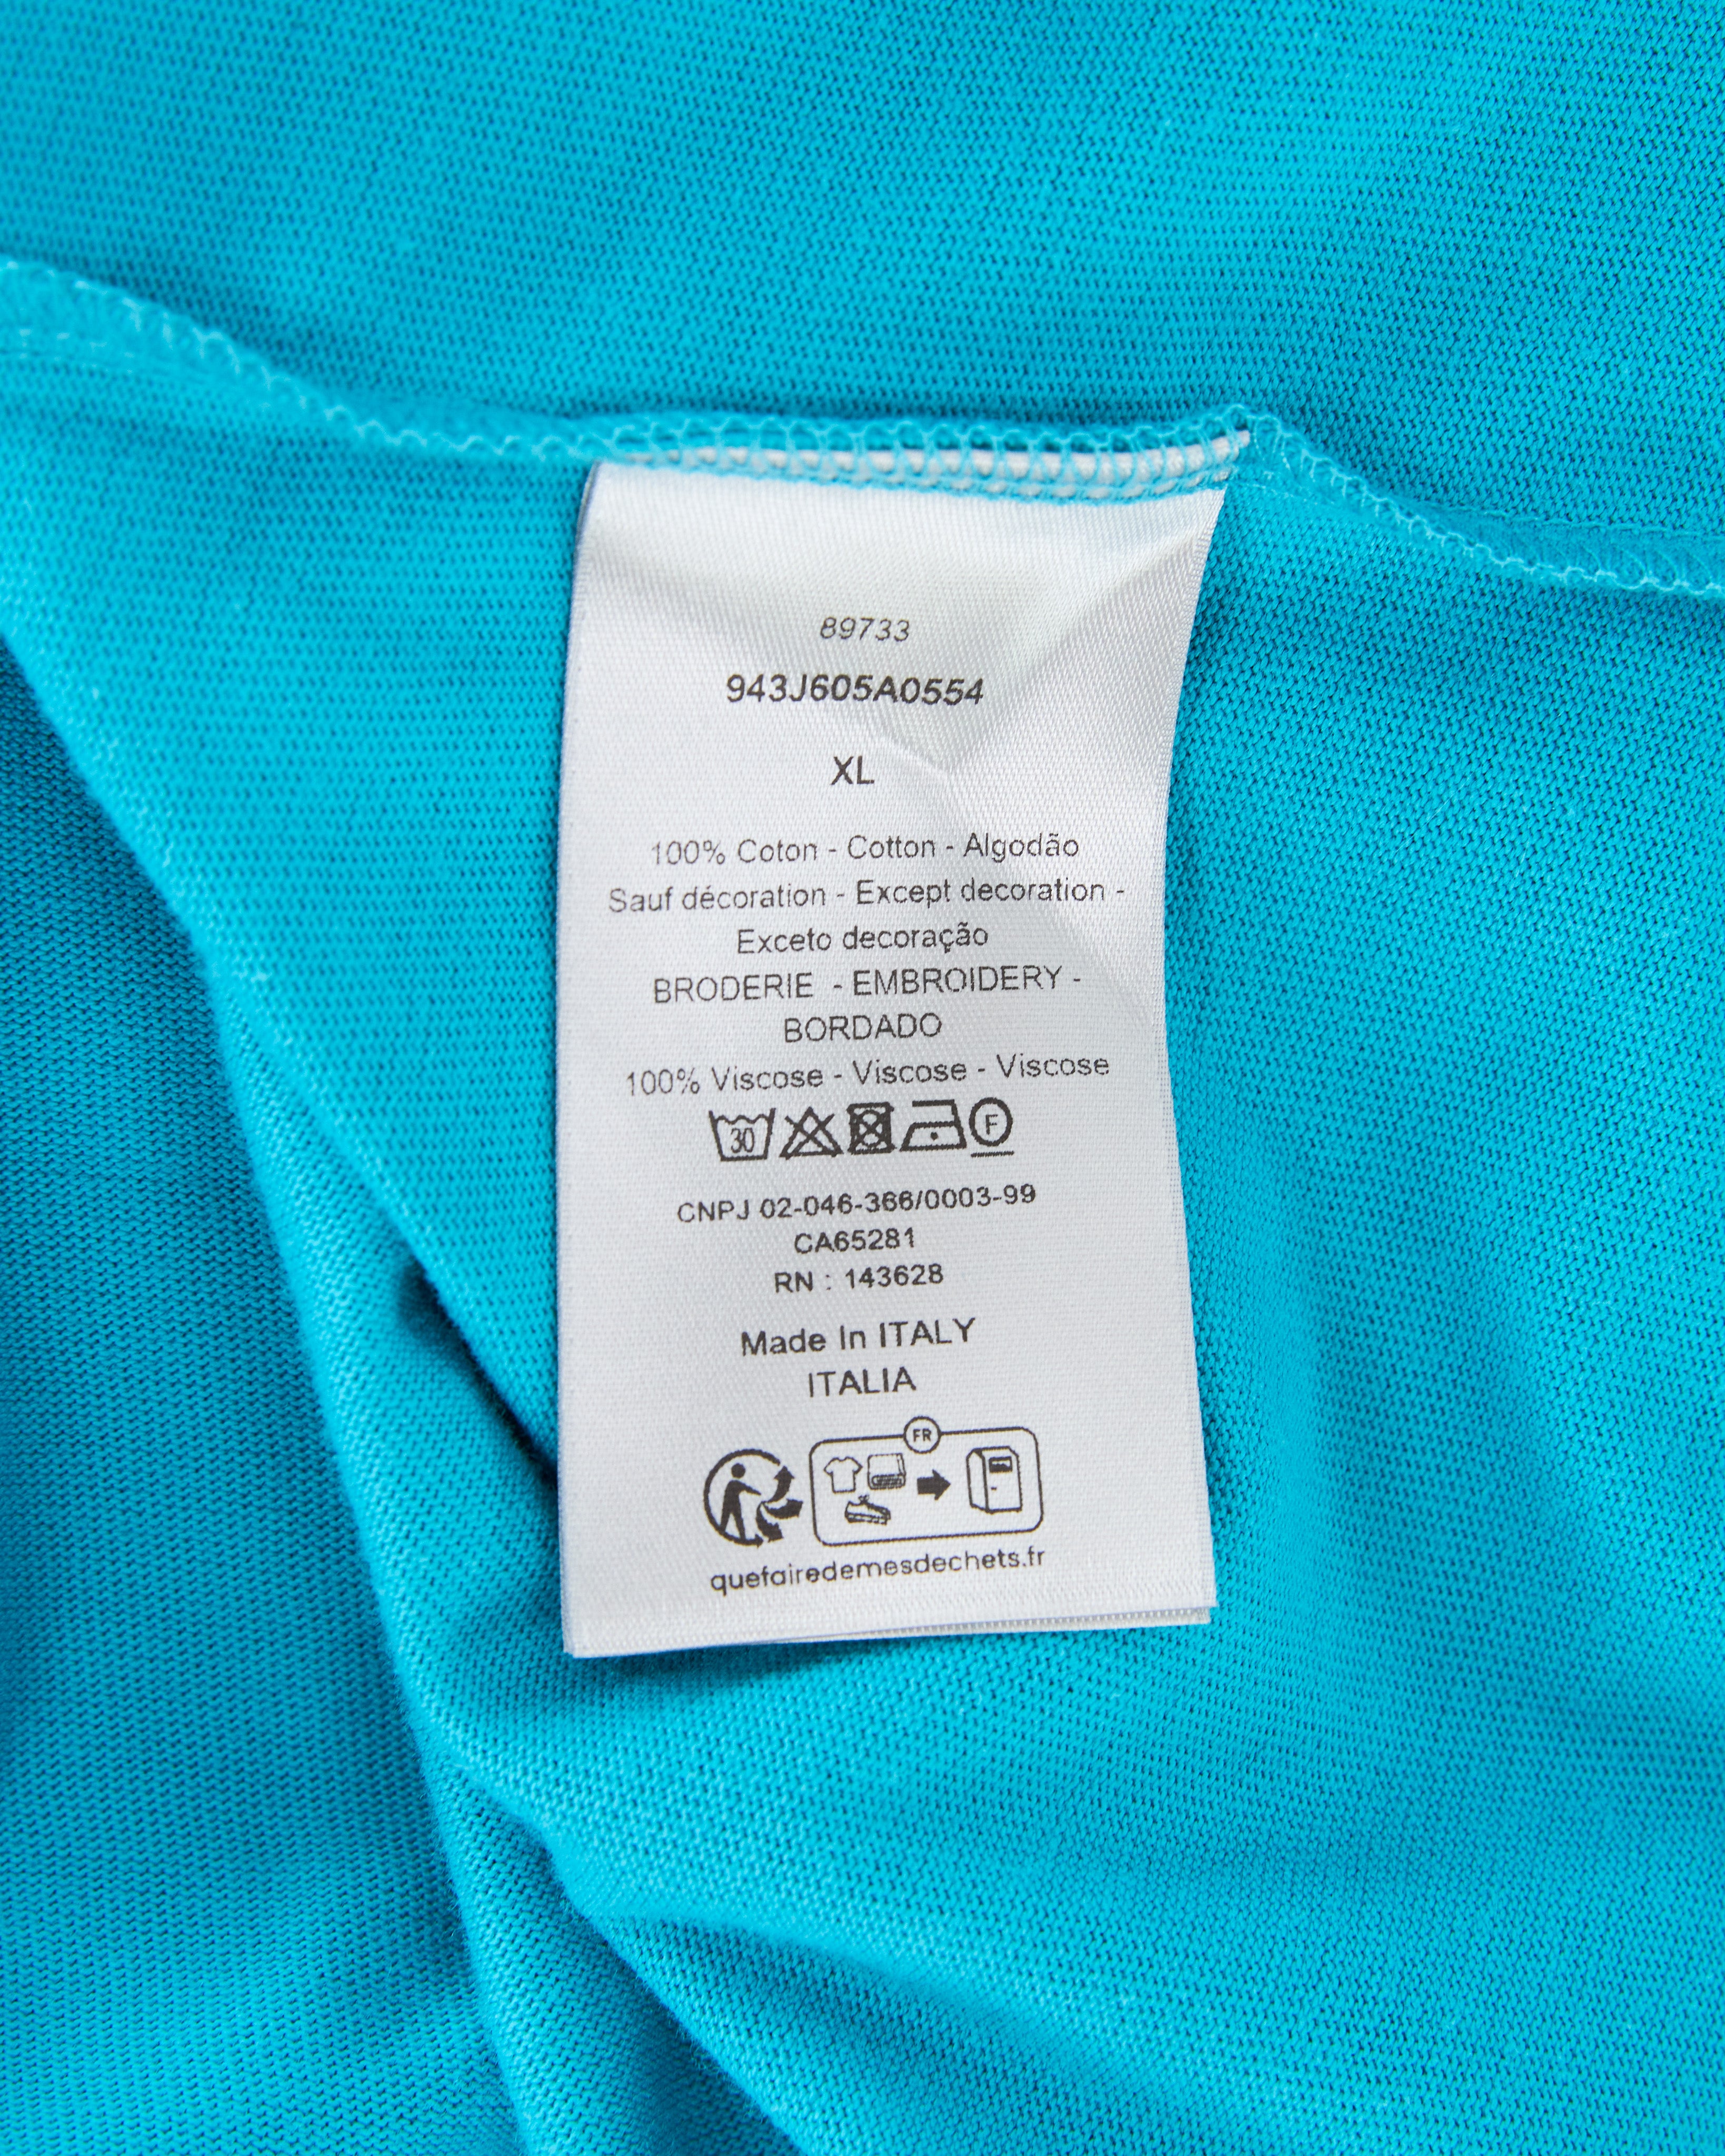 89733
943J605A0554
XL
100% Coton - Cotton - Algodão
Sauf décoration - Except decoration -
Exceto decoração
BRODERIE - EMBROIDERY -
BORDADO
100% Viscose - Viscose - Viscose
30 F
CNPJ 02-046-366/0003-99
CA65281
RN : 143628
Made In ITALY
ITALIA
FR
quefairedemesdechets.fr